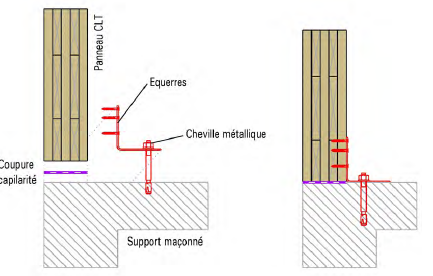 Panneau CLT
Equerres
Cheville métallique
Coupure
capilarité
Support maçonné